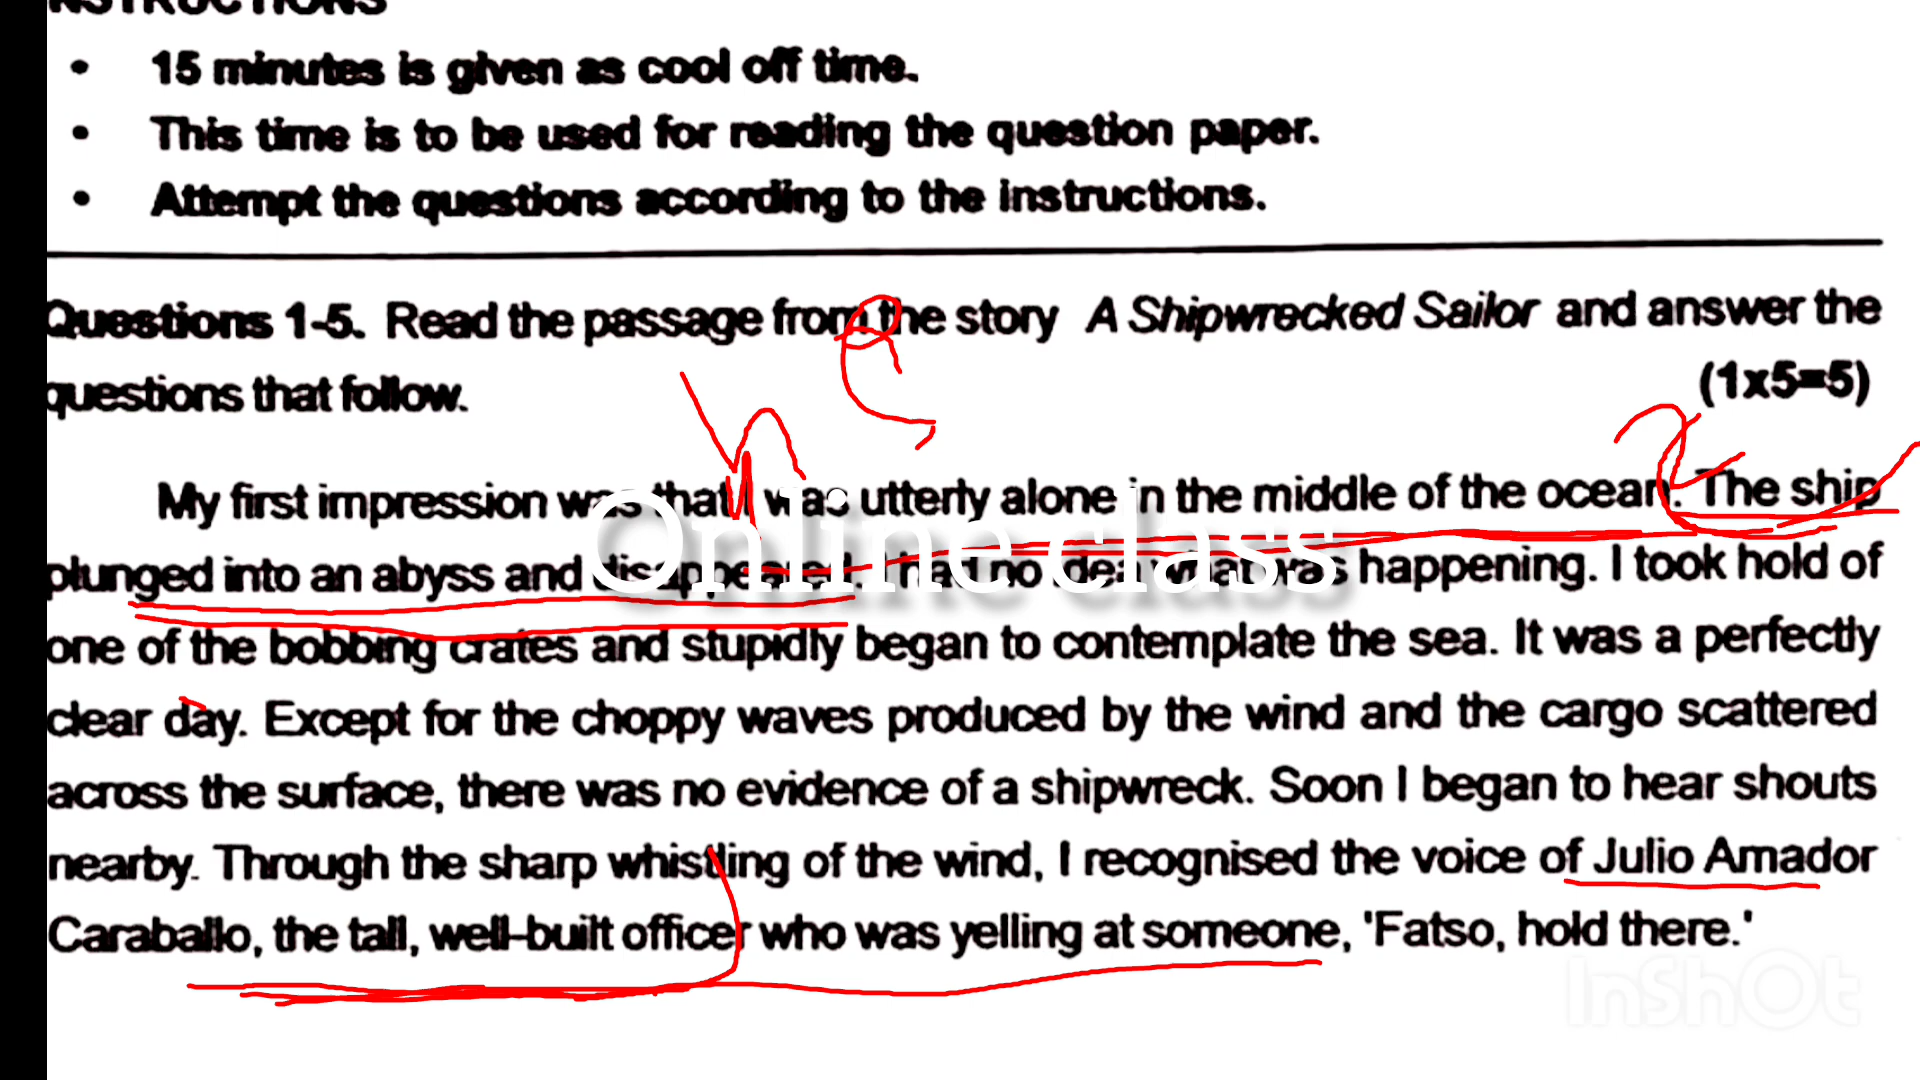 INSTRUCTIONS
• 15 minutes is given as cool off time.
• This time is to be used for reading the question paper.
• Attempt the questions according to the instructions.
Questions 1-5. Read the passage from the story A Shipwrecked Sailor and answer the
questions that follow. (1x5=5)
My first impression was that I was utterly alone in the middle of the ocean. The ship
Online class
plunged into an abyss and disappeared. I had no idea what was happening. I took hold of
one of the bobbing crates and stupidly began to contemplate the sea. It was a perfectly
clear day. Except for the choppy waves produced by the wind and the cargo scattered
across the surface, there was no evidence of a shipwreck. Soon I began to hear shouts
nearby. Through the sharp whistling of the wind, I recognised the voice of Julio Amador
Caraballo, the tall, well-built officer who was yelling at someone, 'Fatso, hold there.'
InShOt